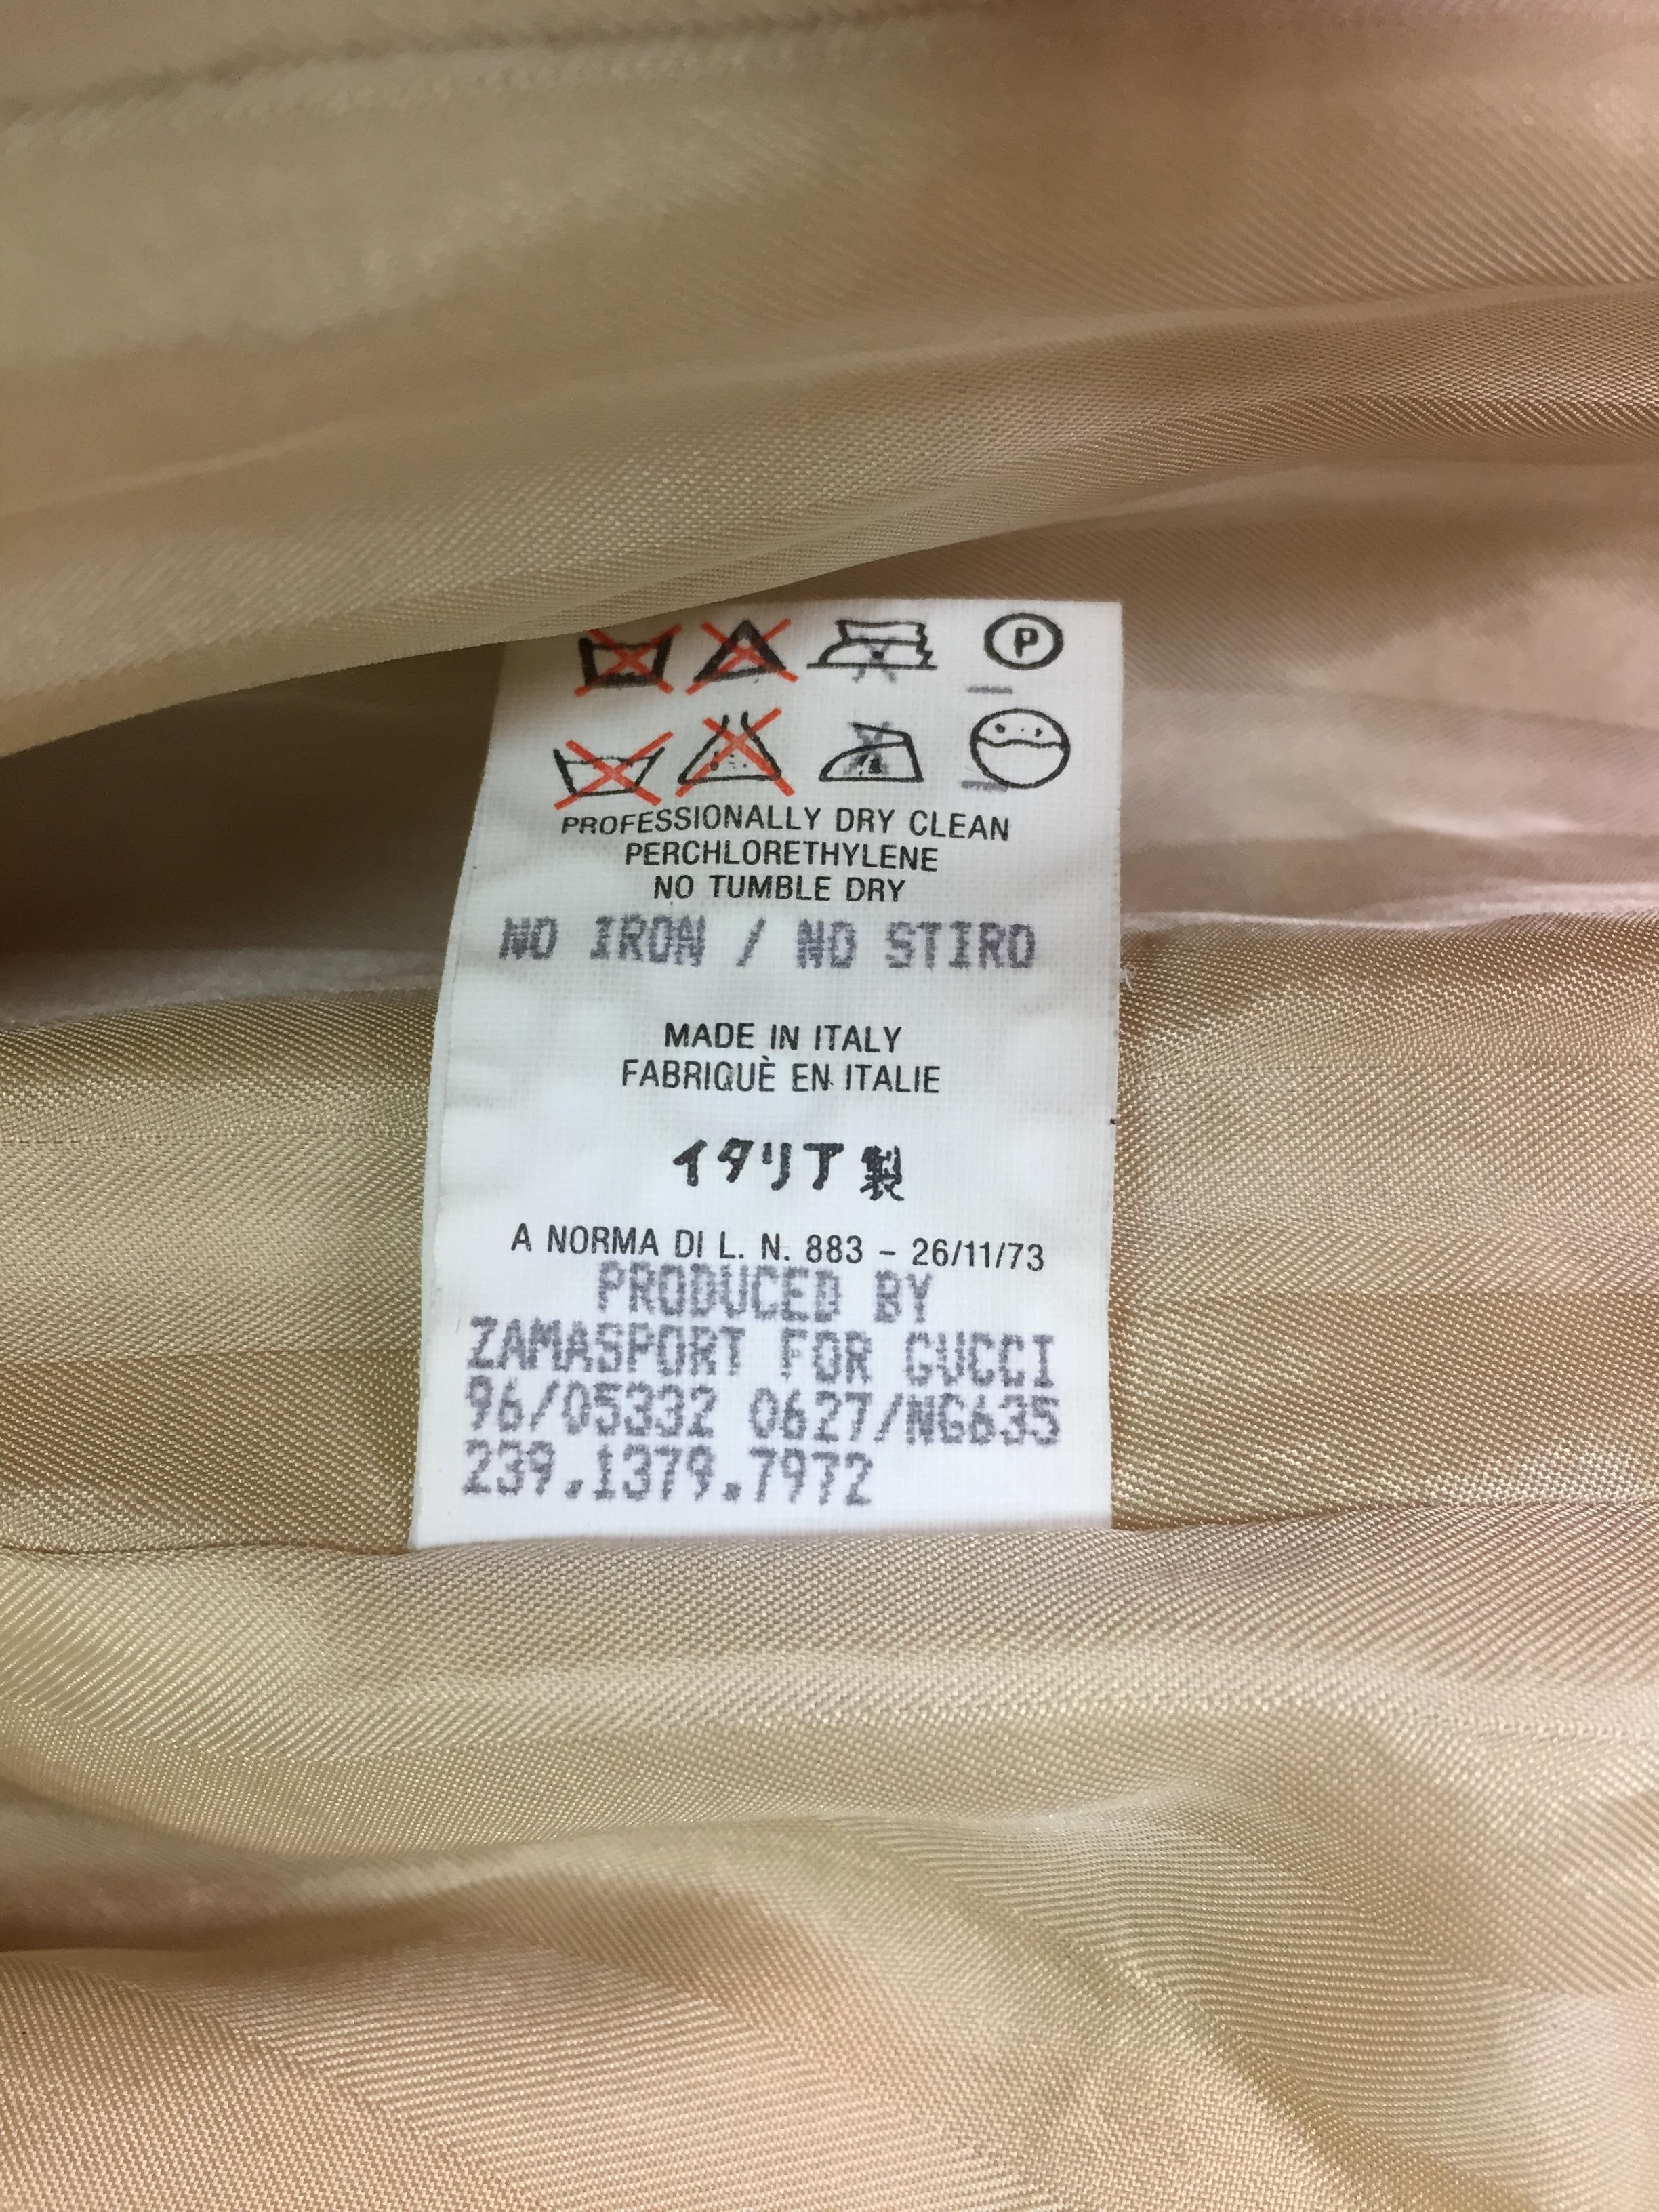 P
PROFESSIONALLY DRY CLEAN
PERCHLORETHYLENE
NO TUMBLE DRY
NO IRON / NO STIRO
MADE IN ITALY
FABRIQUÈ EN ITALIE
イタリア製
A NORMA DI L. N. 883 - 26/11/73
PRODUCED BY
ZAMASPORT FOR GUCCI
96/05332 0627/NG635
239.1379.7972